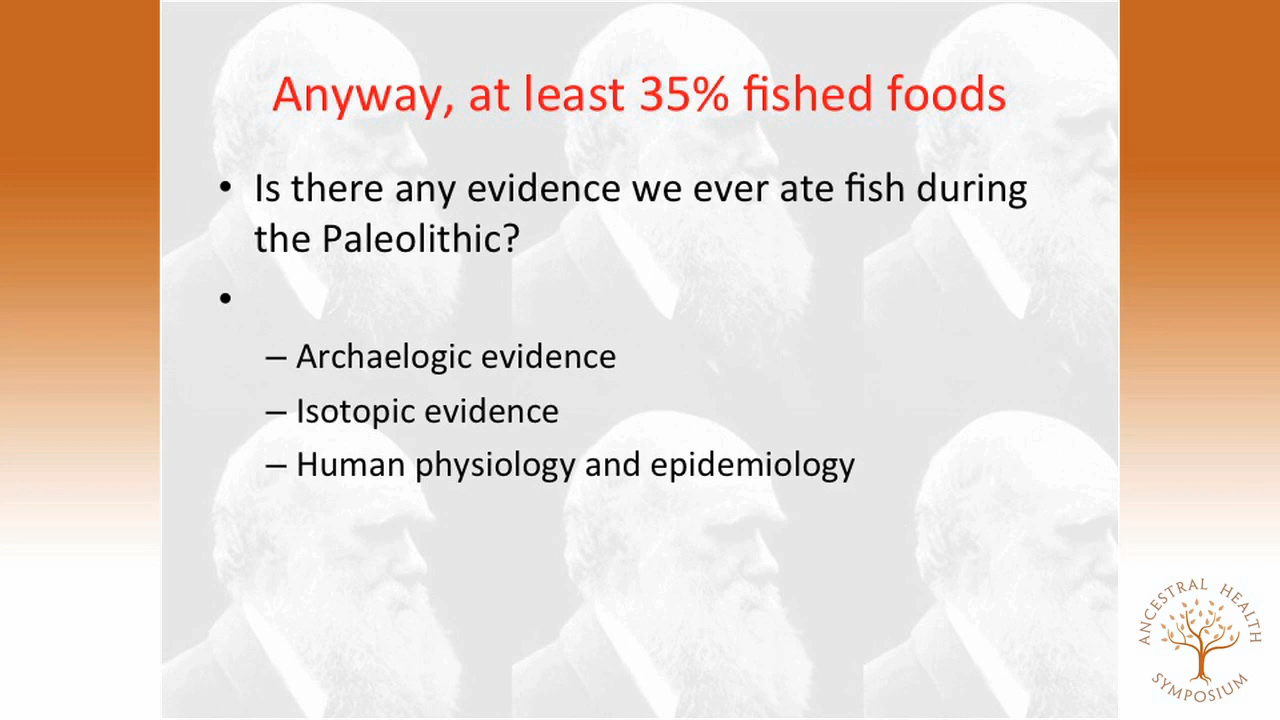 Anyway, at least 35% fished foods
• Is there any evidence we ever ate fish during
the Paleolithic?
•
– Archaelogic evidence
– Isotopic evidence
– Human physiology and epidemiology
ANCESTRAL HEALTH
SYMPOSIUM